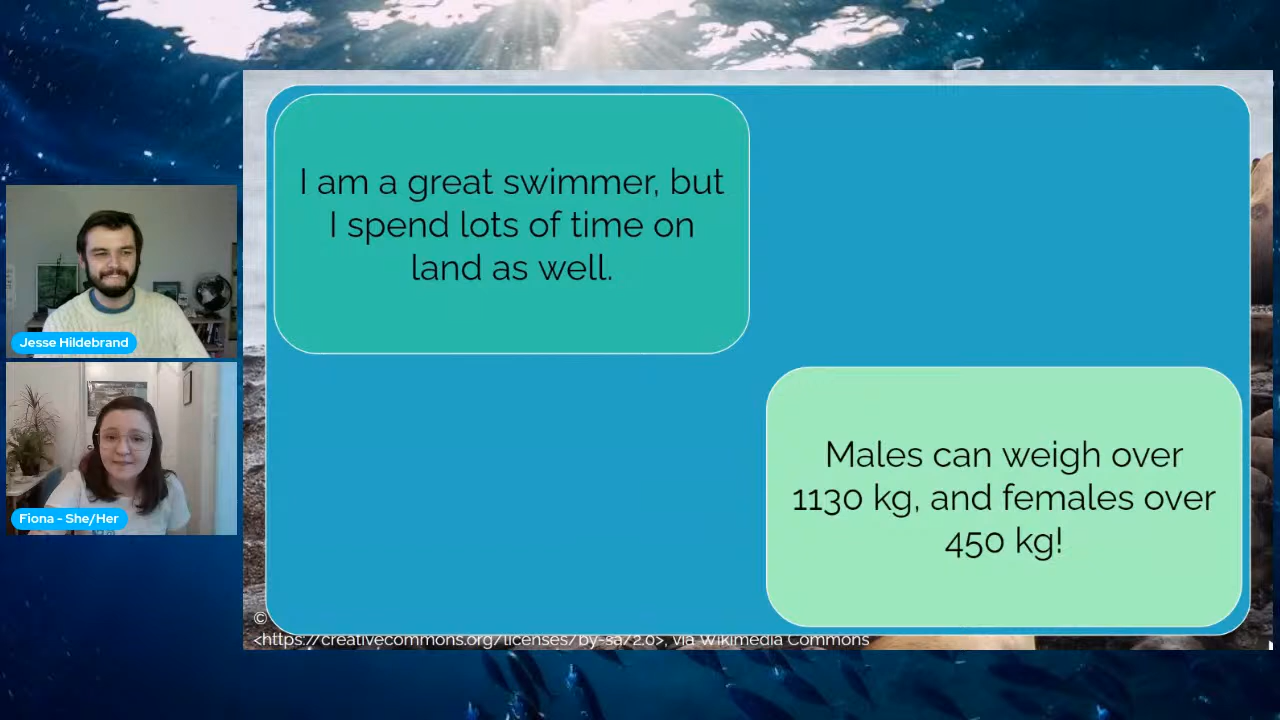 I am a great swimmer, but
I spend lots of time on
land as well.
Jesse Hildebrand
Males can weigh over
1130 kg, and females over
450 kg!
Fiona - She/Her
©
<https://creativecommons.org/licenses/by-sa/2.0>, via Wikimedia Commons